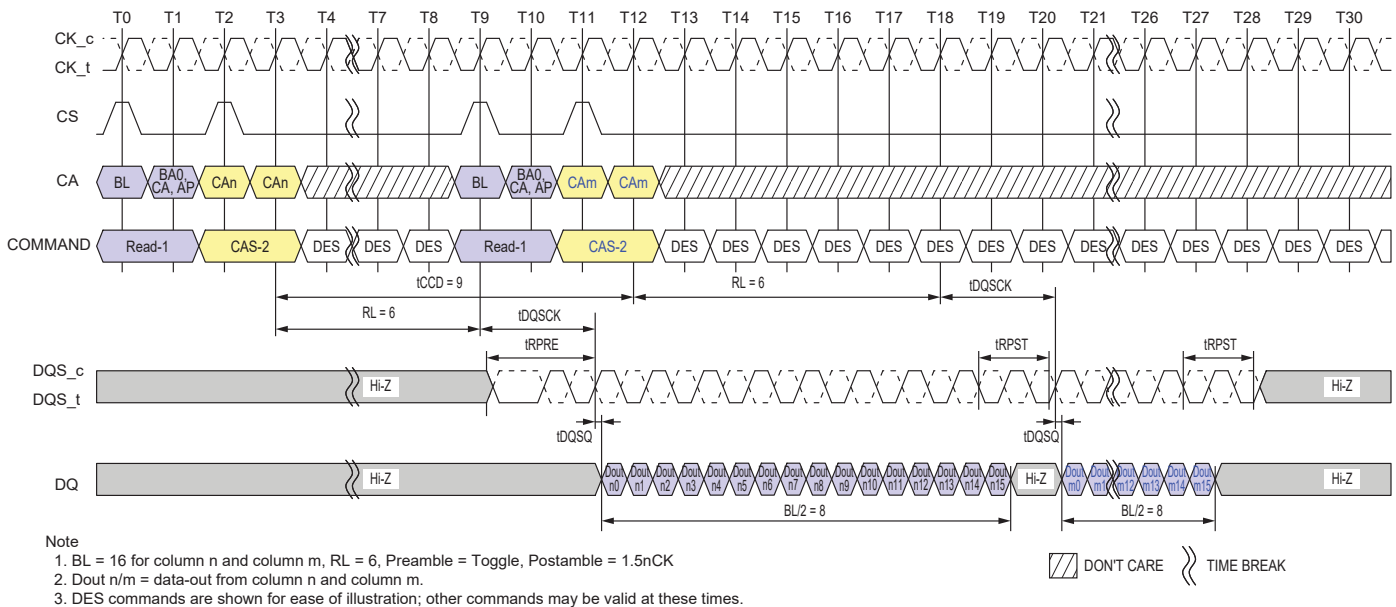 T0 T1 T2 T3 T4 T7 T8 T9 T10 T11 T12 T13 T14 T15 T16 T17 T18 T19 T20 T21 T26 T27 T28 T29 T30
CK_c
CK_t
CS
CA BL BA0, CA, AP CAn CAn BL BA0, CA, AP CAm CAm
COMMAND Read-1 CAS-2 DES DES DES Read-1 CAS-2 DES DES DES DES DES DES DES DES DES DES DES DES DES DES
tCCD = 9 RL = 6 tDQSCK
RL = 6 tDQSCK
tRPRE tRPST tRPST
DQS_c
DQS_t
Hi-Z Hi-Z
tDQSQ tDQSQ
DQ Hi-Z Dout n0 Dout n1 Dout n2 Dout n3 Dout n4 Dout n5 Dout n6 Dout n7 Dout n8 Dout n9 Dout n10 Dout n11 Dout n12 Dout n13 Dout n14 Dout n15 Hi-Z Dout m0 Dout m1 Dout m12 Dout m13 Dout m14 Dout m15 Hi-Z
BL/2 = 8 BL/2 = 8
Note
1. BL = 16 for column n and column m, RL = 6, Preamble = Toggle, Postamble = 1.5nCK
2. Dout n/m = data-out from column n and column m.
3. DES commands are shown for ease of illustration; other commands may be valid at these times.
DON'T CARE TIME BREAK